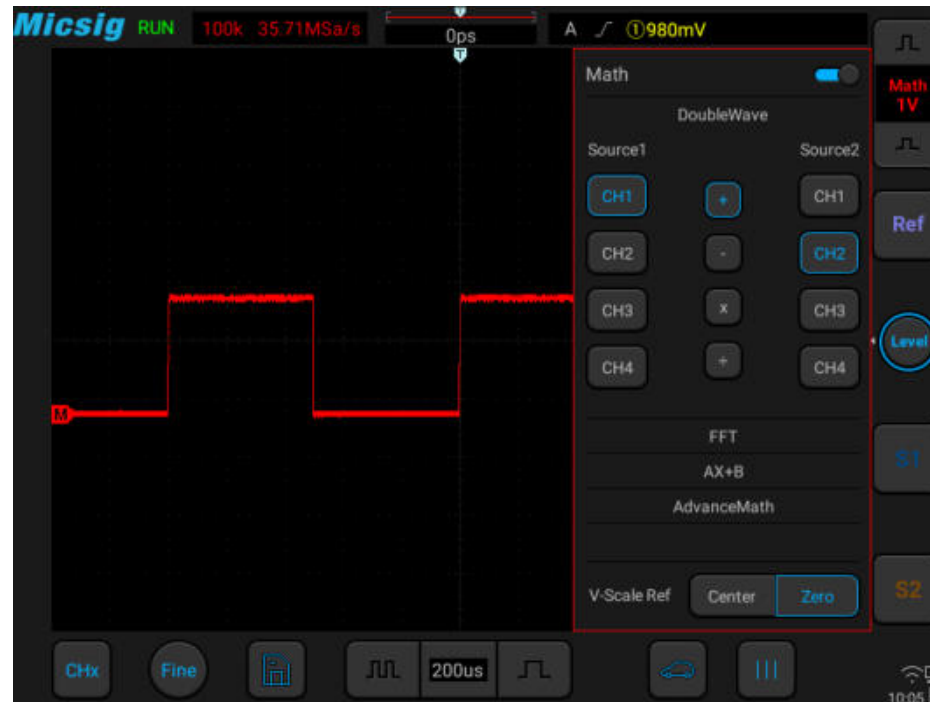 Micsig RUN 100k 35.71MSa/s 0ps A ①980mV
T
Math
Math
1V
DoubleWave
Source1 Source2
CH1 + CH1
Ref
CH2 - CH2
CH3 x CH3
Level
CH4 ÷ CH4
M
FFT
S1
AX+B
AdvanceMath
V-Scale Ref Center Zero
S2
CHx Fine 200us
10:05